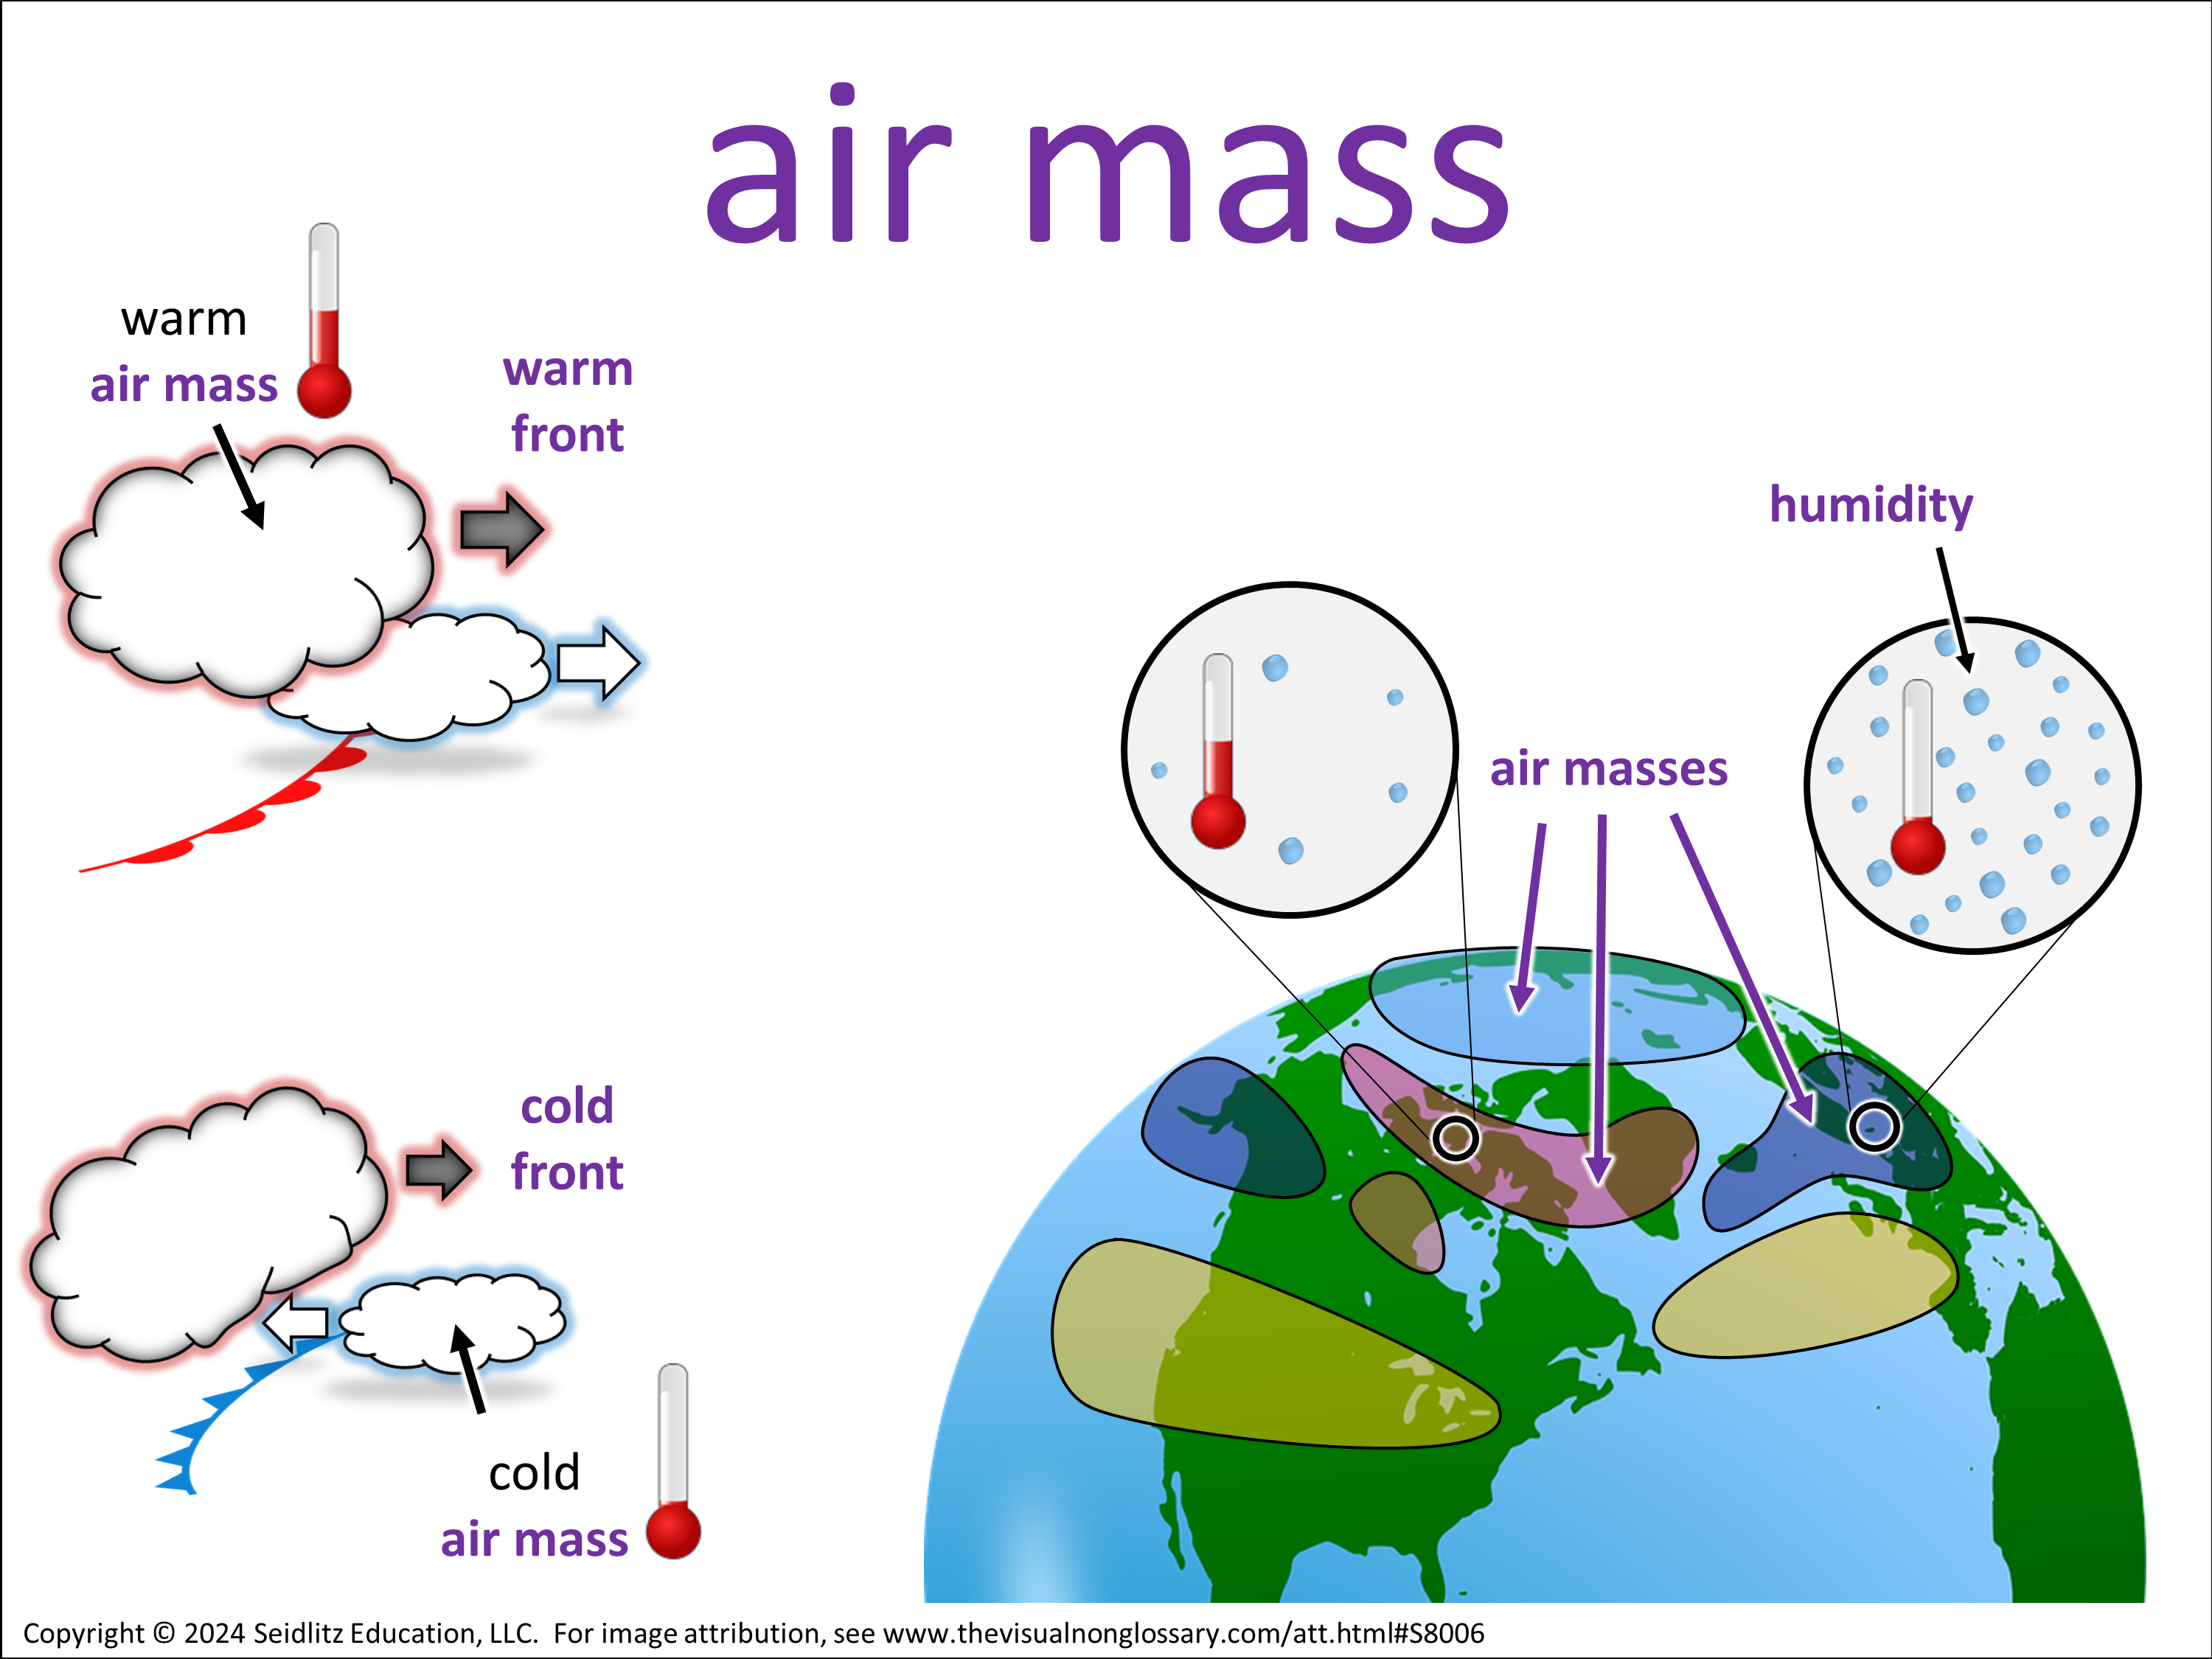 air mass
warm
air mass
warm
front
humidity
air masses
cold
front
cold
air mass
Copyright © 2024 Seidlitz Education, LLC.  For image attribution, see www.thevisualnonglossary.com/att.html#S8006